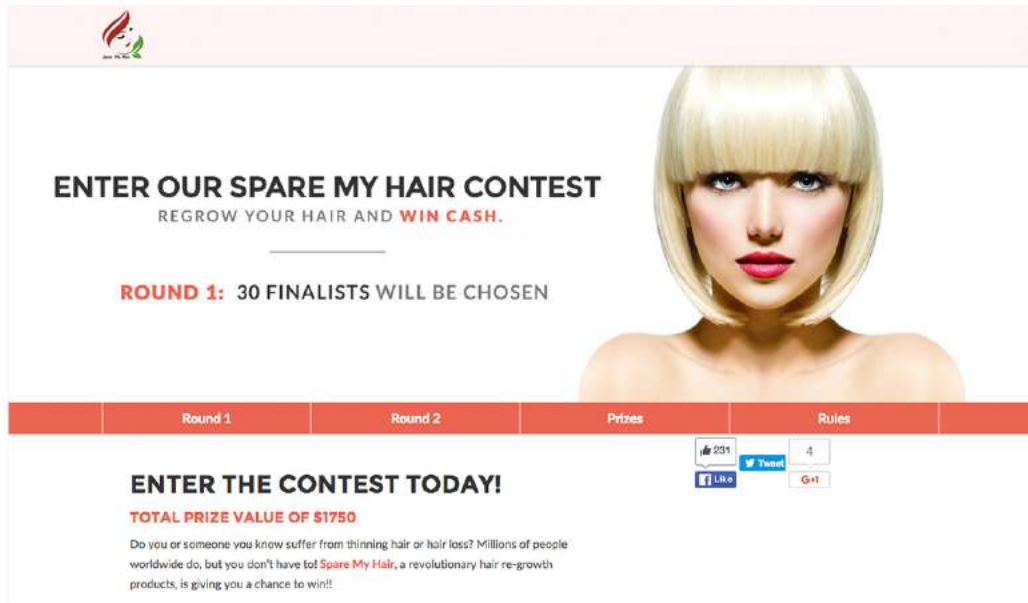 Spare My Hair
ENTER OUR SPARE MY HAIR CONTEST
REGROW YOUR HAIR AND WIN CASH.
ROUND 1: 30 FINALISTS WILL BE CHOSEN
Round 1
Round 2
Prizes
Rules
231
4
Tweet
Like
G+1
ENTER THE CONTEST TODAY!
TOTAL PRIZE VALUE OF $1750
Do you or someone you know suffer from thinning hair or hair loss? Millions of people
worldwide do, but you don't have to! Spare My Hair, a revolutionary hair re-growth
products, is giving you a chance to win!!